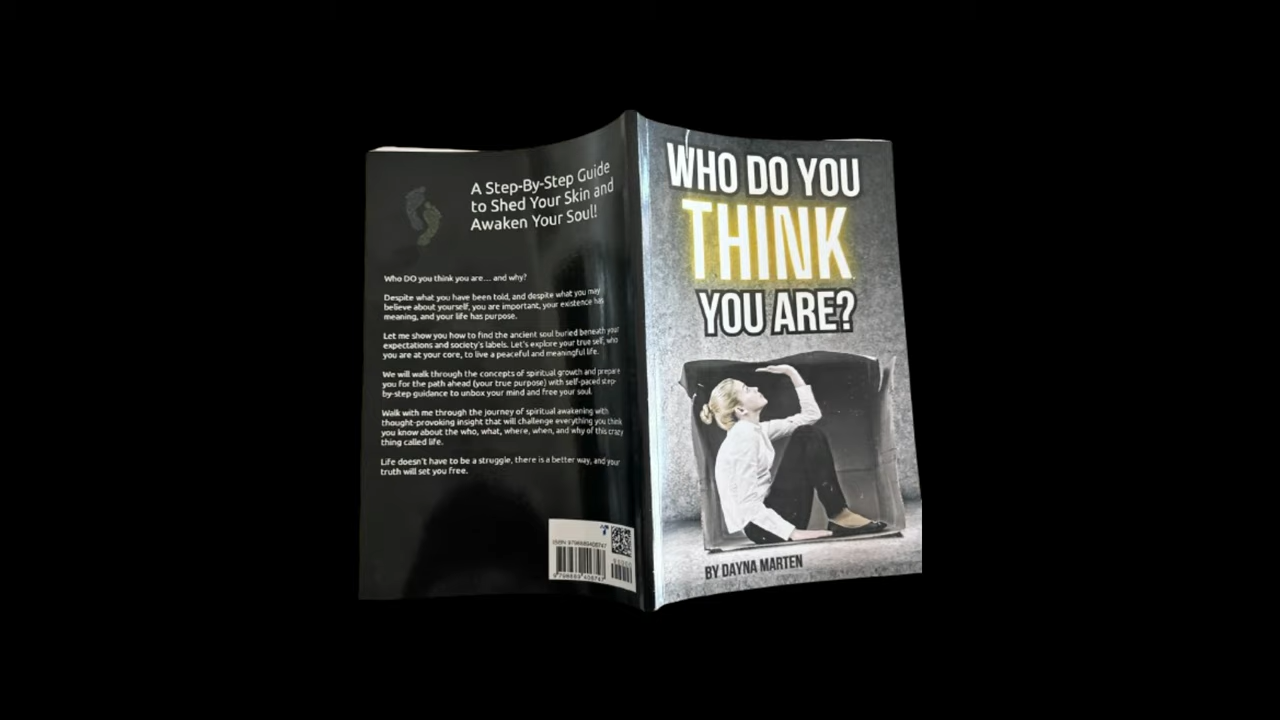 A Step-By-Step Guide
to Shed Your Skin and
Awaken Your Soul!
Who DO you think you are.... and why?
Despite what you have been told, and despite what you may
believe about yourself, you are important, your existence has
meaning, and your life has purpose.
Let me show you how to find the ancient soul buried beneath your
expectations and society's labels. Let's explore your true self, who
you are at your core, to live a peaceful and meaningful life.
We will walk through the concepts of spiritual growth and prepare
you for the path ahead (your true purpose) with self-paced step-
by-step guidance to unbox your mind and free your soul.
Walk with me through the journey of spiritual awakening with
thought-provoking insight that will challenge everything you think
you know about the who, what, where, when, and why of this crazy
thing called life.
Life doesn't have to be a struggle, there is a better way, and your
truth will set you free.
ISBN
WHO DO YOU
THINK
YOU ARE?
BY DAYNA MARTEN